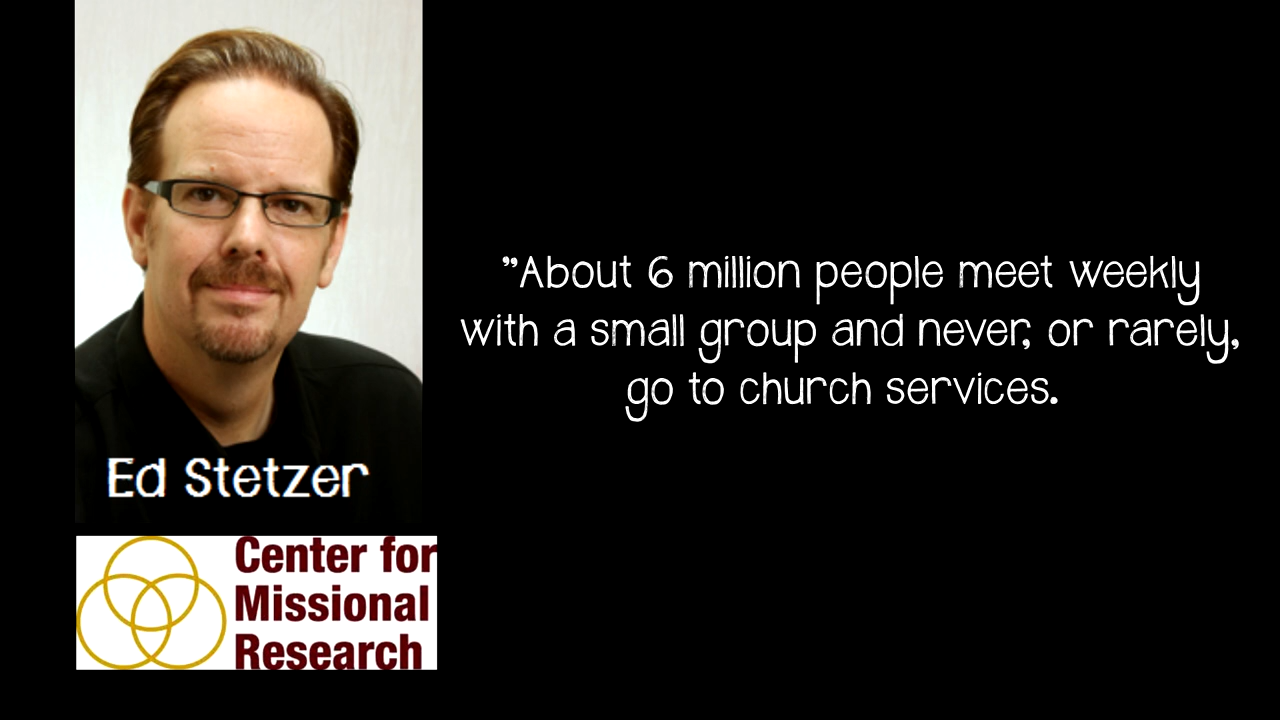 "About 6 million people meet weekly
with a small group and never, or rarely,
go to church services.
Ed Stetzer
Center for
Missional
Research